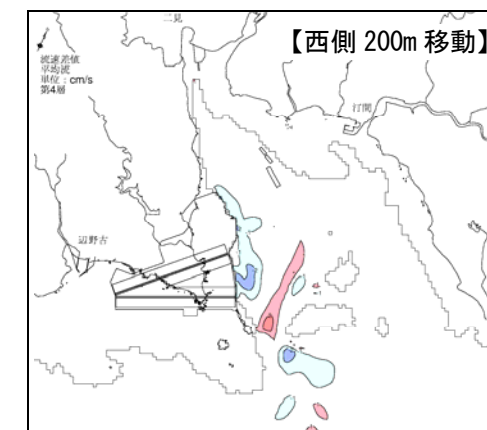 二見
【西側 200m 移動】
流速差値
平均流
単位：cm/s
第4層
汀間
辺野古